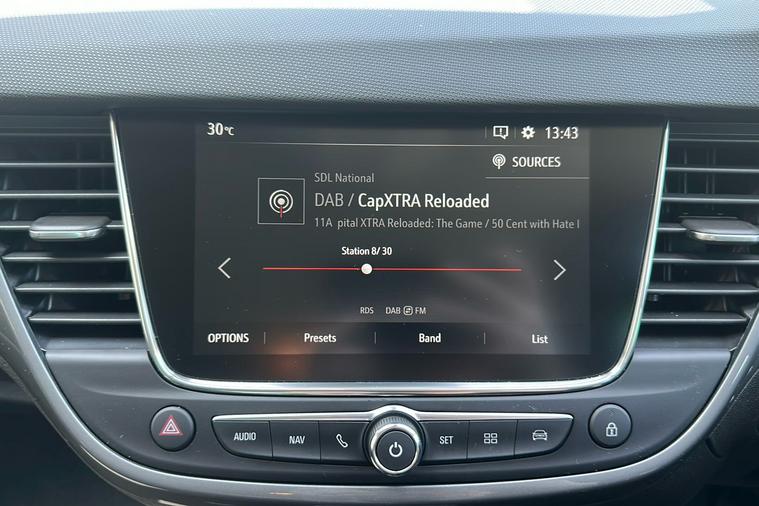 30°C 13:43
SOURCES
SDL National
DAB / CapXTRA Reloaded
11A pital XTRA Reloaded: The Game / 50 Cent with Hate I
Station 8/30
RDS DAB FM
OPTIONS Presets Band List
AUDIO NAV SET